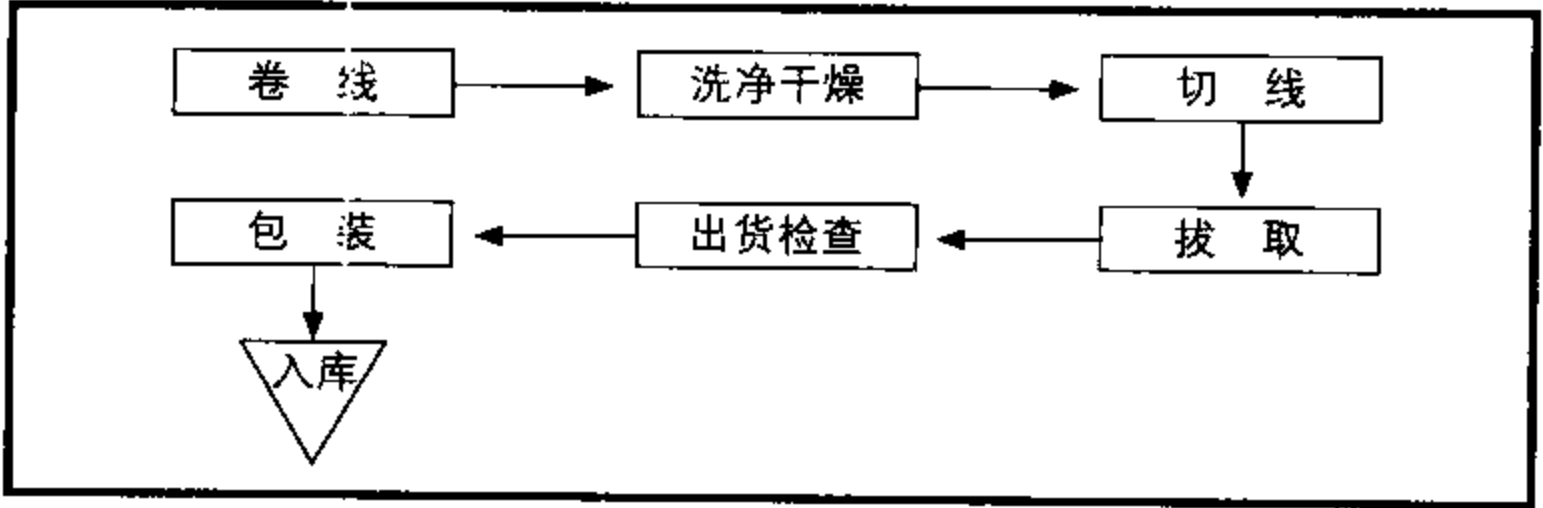 卷 线
洗净干燥
切 线
拔 取
出货检查
包 装
入库